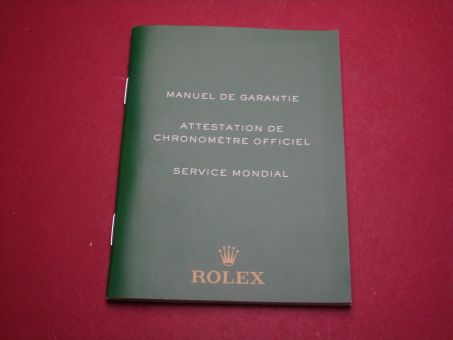 MANUEL DE GARANTIE
ATTESTATION DE
CHRONOMÈTRE OFFICIEL
SERVICE MONDIAL
ROLEX